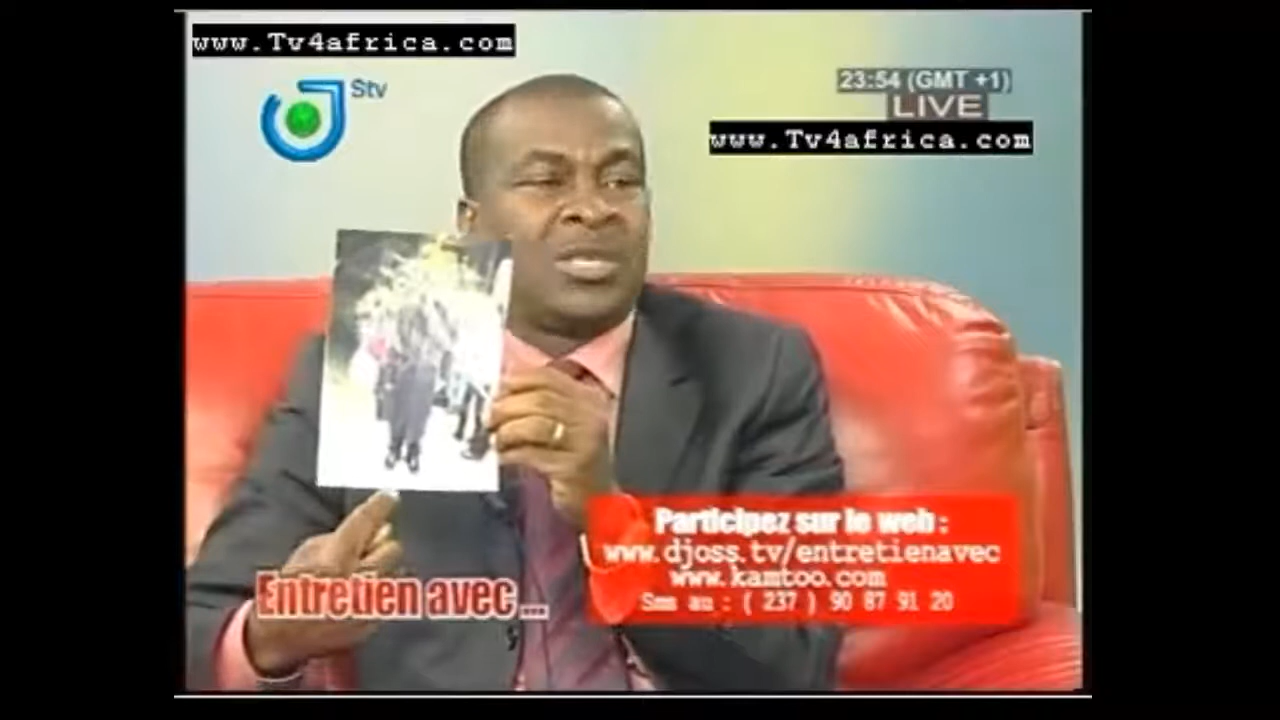 www.Tv4africa.com
Stv
23:54 (GMT +1)
LIVE
www.Tv4africa.com
Participez sur le web :
www.djoss.tv/entretienavec
www.kamtoo.com
Sms au : ( 237 ) 90 87 91 20
Entretien avec ...